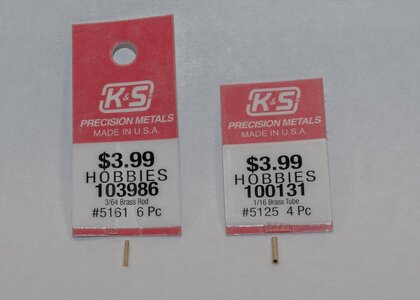 K&S
PRECISION METALS
MADE IN U.S.A.
$3.99
HOBBIES
103986
3/64 Brass Rod
#5161 6 Pc
K&S
PRECISION METALS
MADE IN U.S.A.
$3.99
HOBBIES
100131
1/16 Brass Tube
#5125 4 Pc